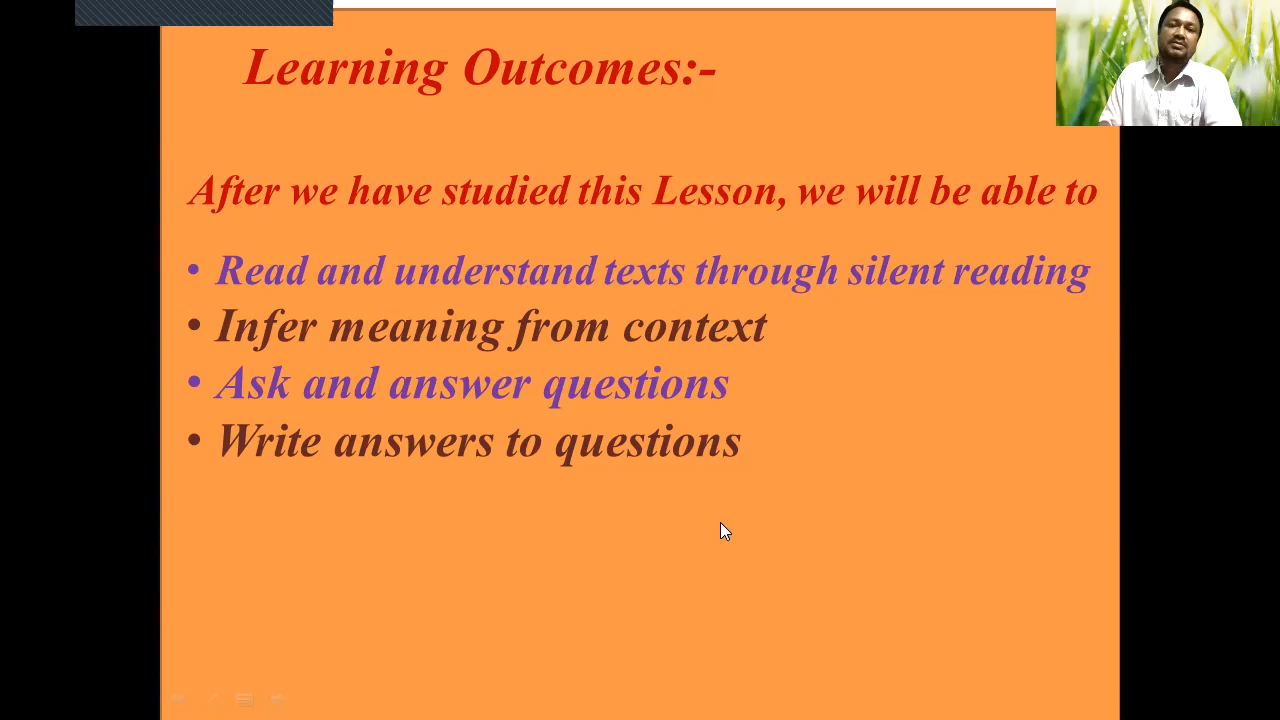 Learning Outcomes:-
After we have studied this Lesson, we will be able to
• Read and understand texts through silent reading
• Infer meaning from context
• Ask and answer questions
• Write answers to questions